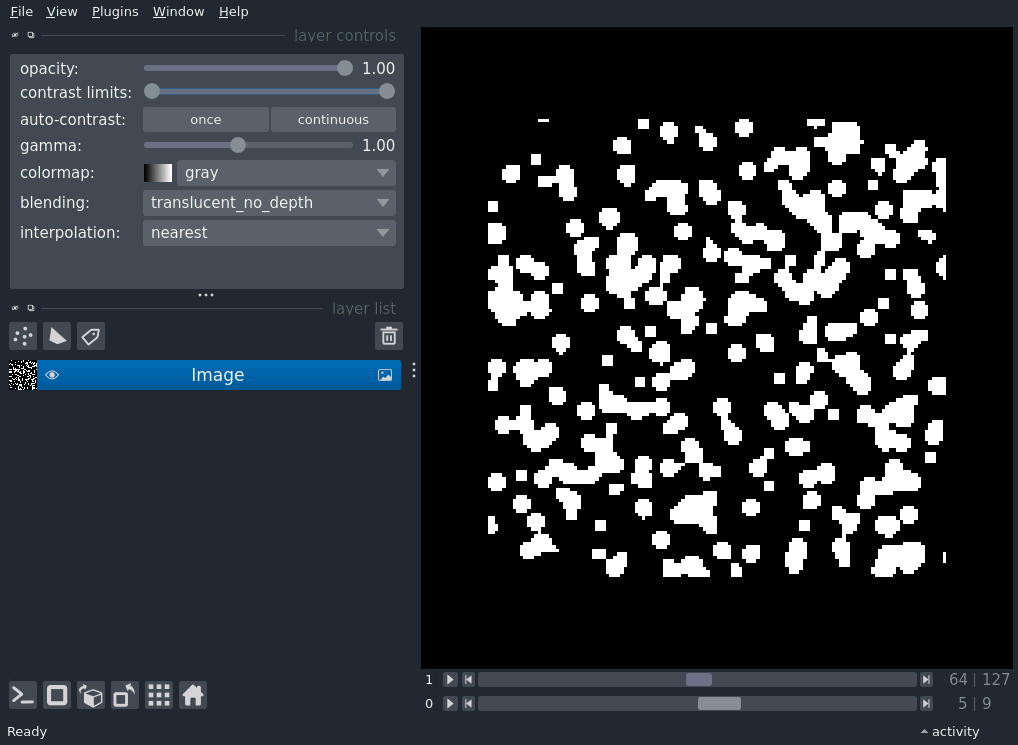 File View Plugins Window Help
layer controls
opacity: 1.00
contrast limits:
auto-contrast: once continuous
gamma: 1.00
colormap: gray
blending: translucent_no_depth
interpolation: nearest
layer list
Image
1 64 | 127
0 5 | 9
Ready activity